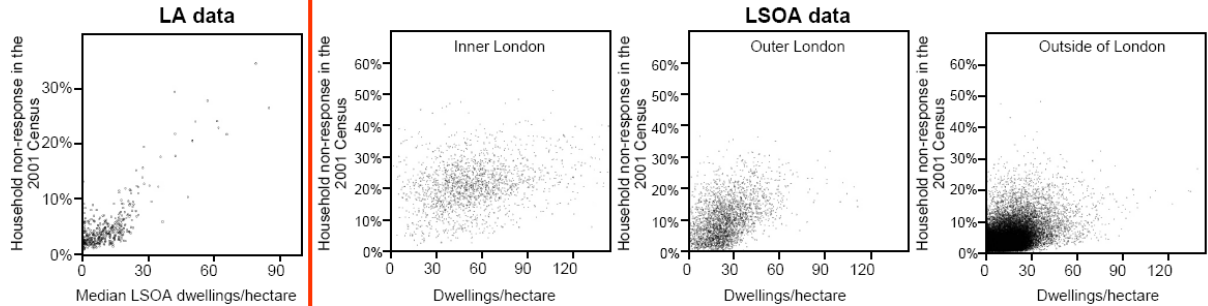 LA data
Household non-response in the
2001 Census
30%
20%
10%
0%
0 30 60 90
Median LSOA dwellings/hectare
LSOA data
Inner London
Household non-response in the
2001 Census
60%
50%
40%
30%
20%
10%
0%
0 30 60 90 120
Dwellings/hectare
Outer London
Household non-response in the
2001 Census
60%
50%
40%
30%
20%
10%
0%
0 30 60 90 120
Dwellings/hectare
Outside of London
Household non-response in the
2001 Census
60%
50%
40%
30%
20%
10%
0%
0 30 60 90 120
Dwellings/hectare